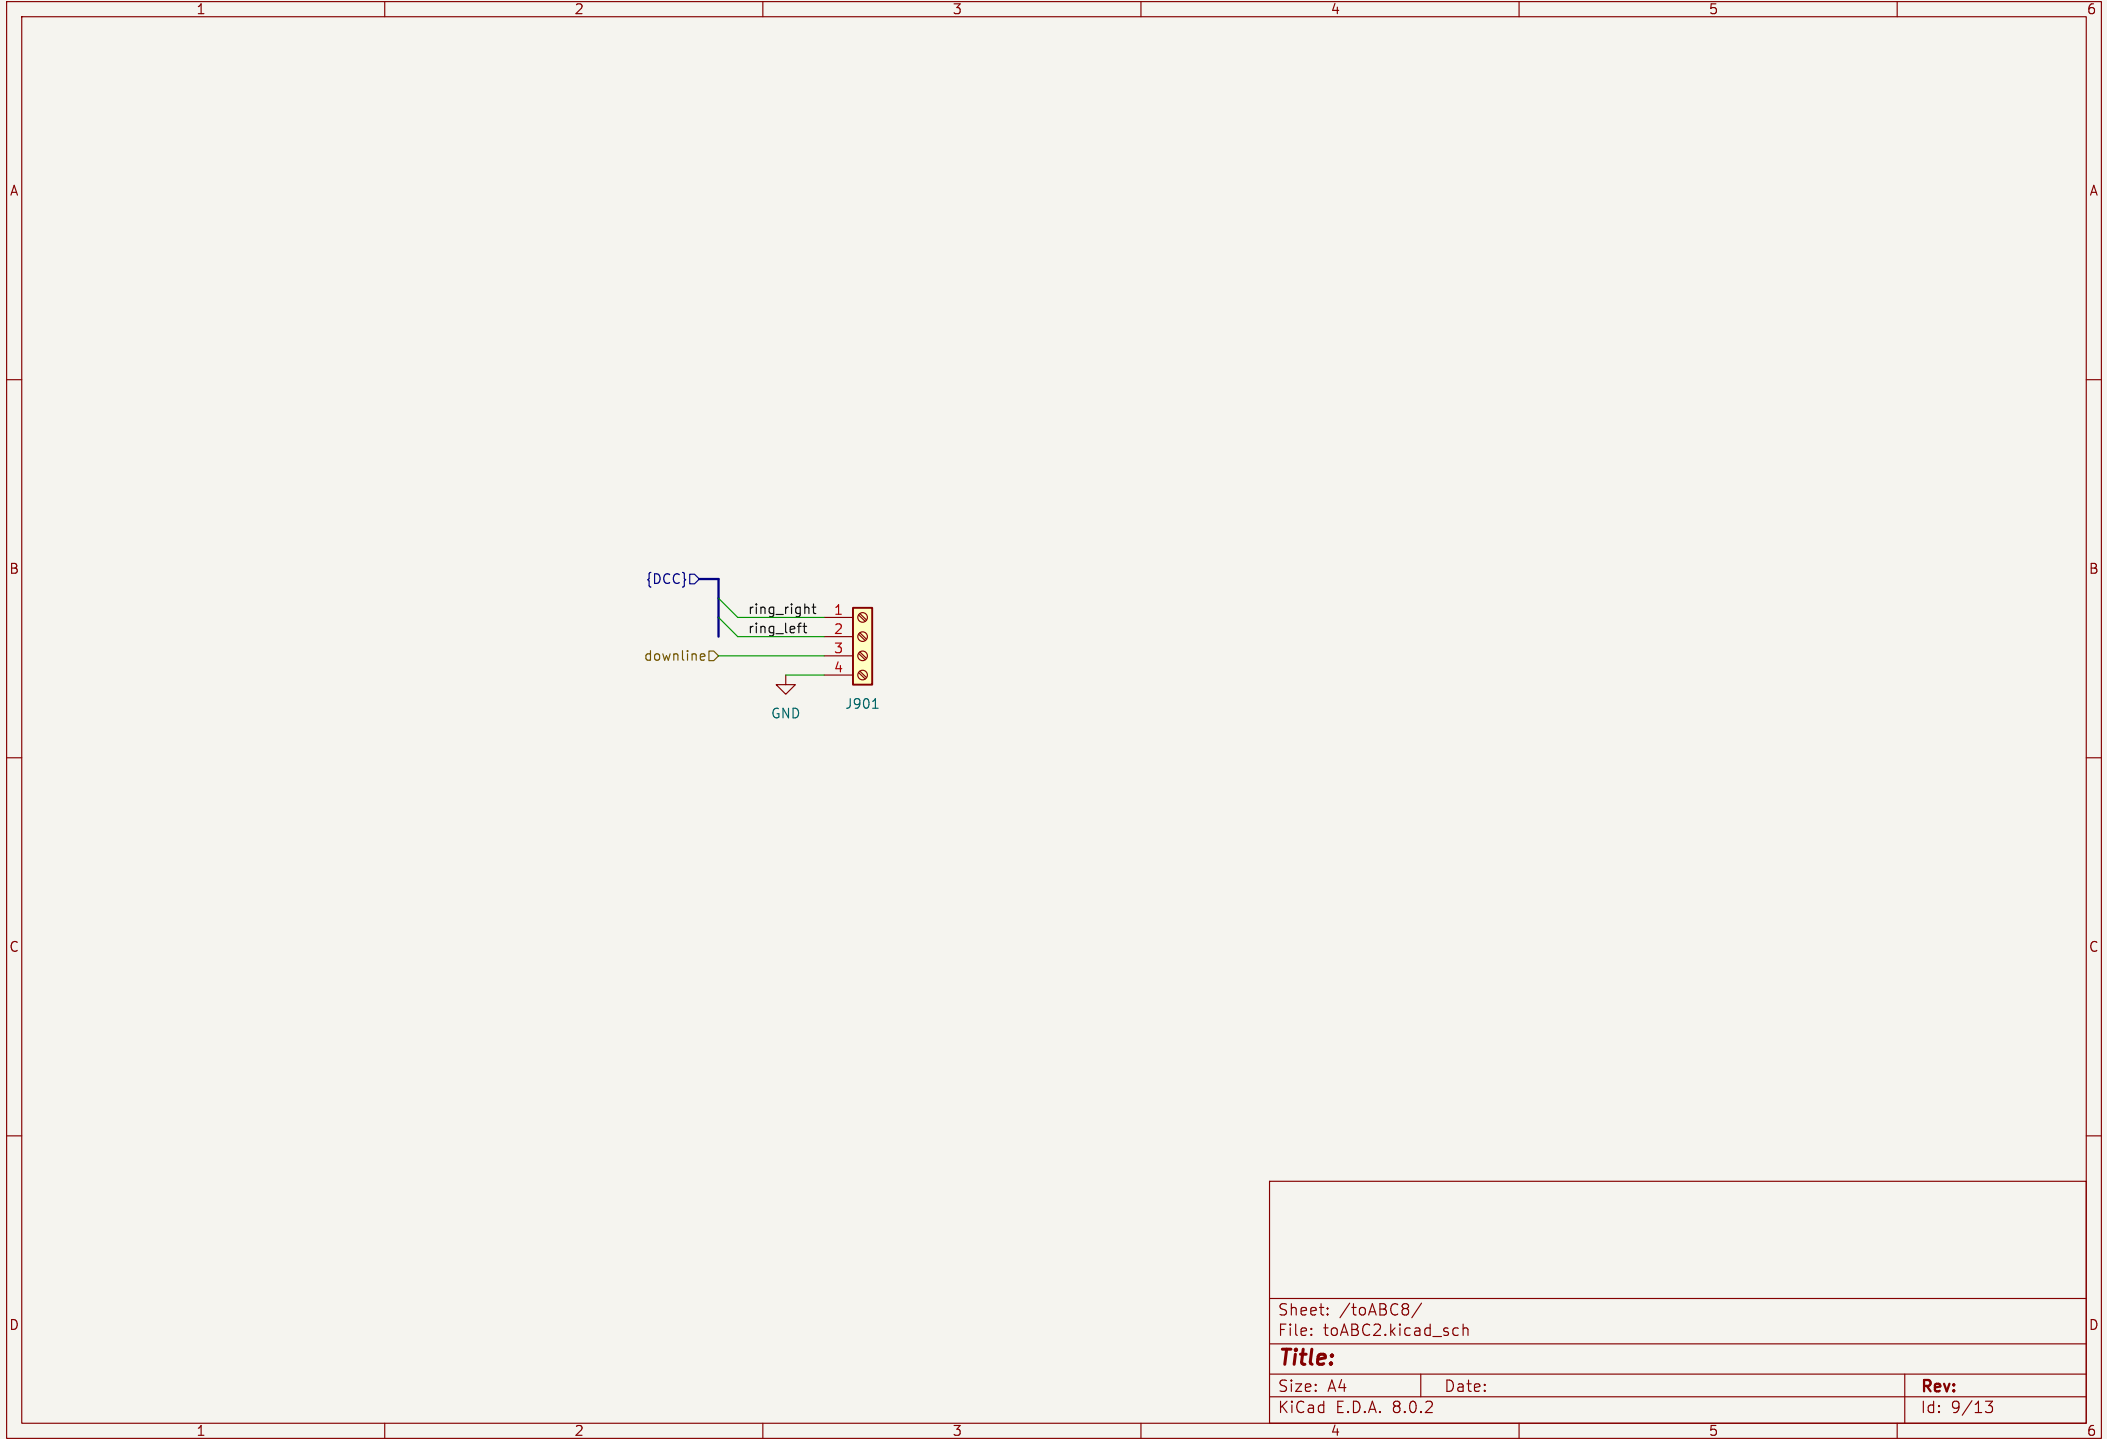 1 2 3 4 5 6
A A
B B
{DCC}
ring_right 1
ring_left 2
downline 3
4
GND
J901
C C
D D
Sheet: /toABC8/
File: toABC2.kicad_sch
Title:
Size: A4 Date: Rev:
KiCad E.D.A. 8.0.2 Id: 9/13
1 2 3 4 5 6